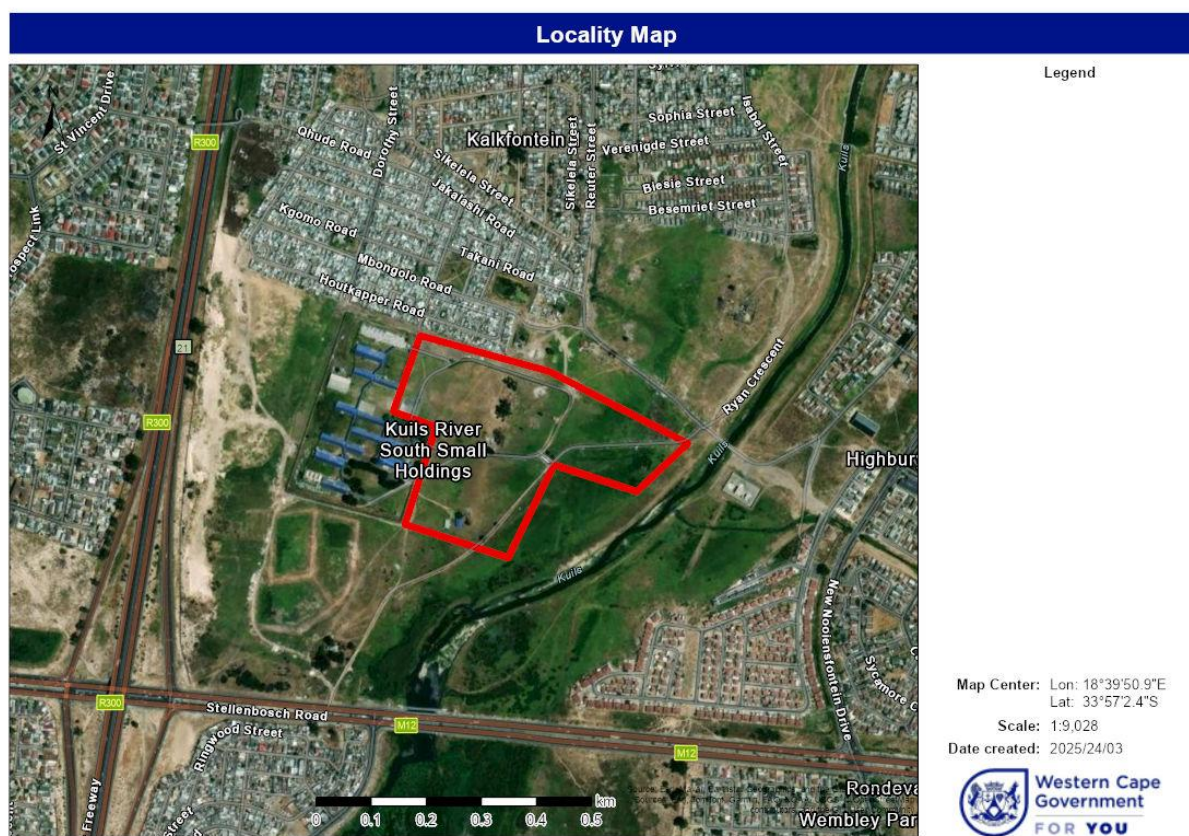 Locality Map
Legend
St Vincent Drive
R300
Dorothy Street
Qhude Road
Kalkfontein
Sikelela Street
Jakalashi Road
Sikelela Street
Reuter Street
Sophia Street
Verenigde Street
Isabel Street
Biesie Street
Besemriet Street
Kuils
Kgomo Road
Mbongolo Road
Takani Road
Houtkapper Road
21
R300
Ryan Crescent
Kuils River
South Small
Holdings
Kuils
Kuils
New Nooiensfontein Drive
Stellenbosch Road
R300
M12
M12
Ringwood Street
Freeway
Street
0 0.1 0.2 0.3 0.4 0.5
km
Map Center: Lon: 18°39'50.9"E
Lat: 33°57'2.4"S
Scale: 1:9,028
Date created: 2025/24/03
Western Cape
Government
FOR YOU